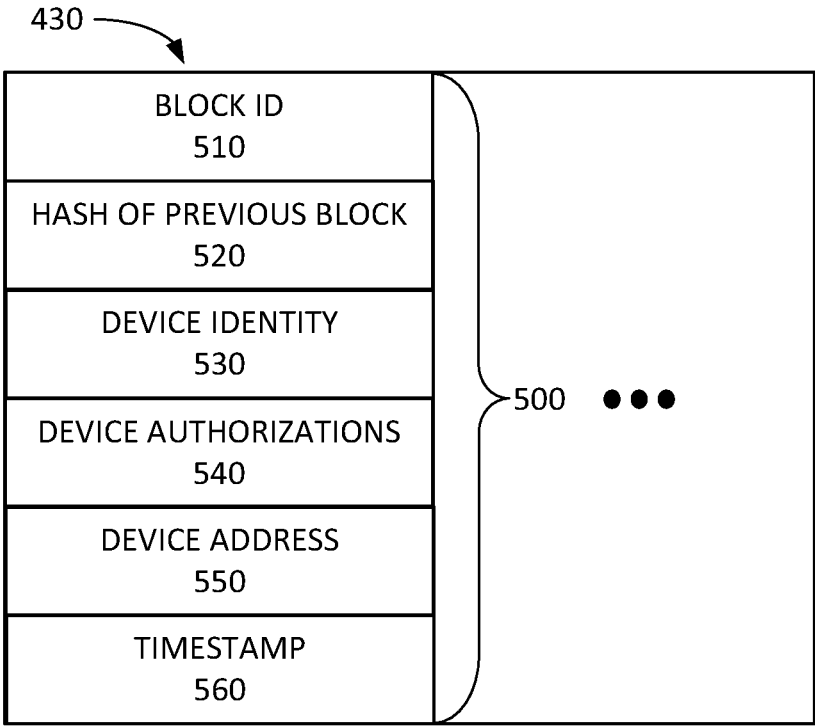 430
BLOCK ID
510
HASH OF PREVIOUS BLOCK
520
DEVICE IDENTITY
530
500
DEVICE AUTHORIZATIONS
540
DEVICE ADDRESS
550
TIMESTAMP
560